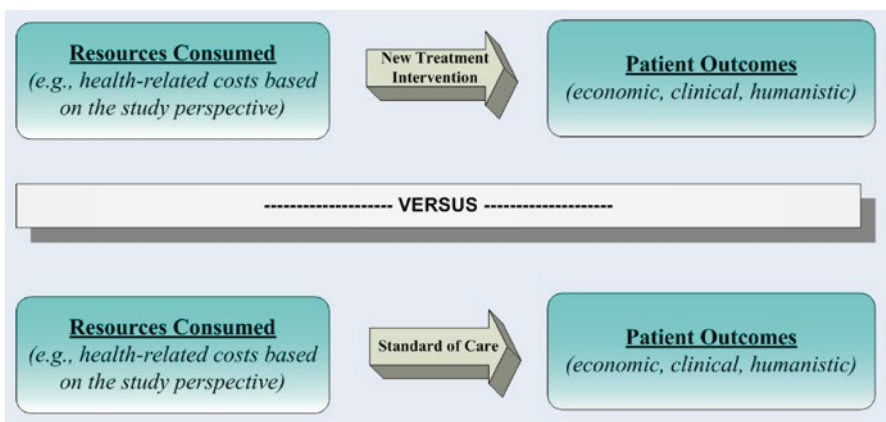 Resources Consumed
(e.g., health-related costs based
on the study perspective)
New Treatment
Intervention
Patient Outcomes
(economic, clinical, humanistic)
-------------------- VERSUS --------------------
Resources Consumed
(e.g., health-related costs based
on the study perspective)
Standard of Care
Patient Outcomes
(economic, clinical, humanistic)